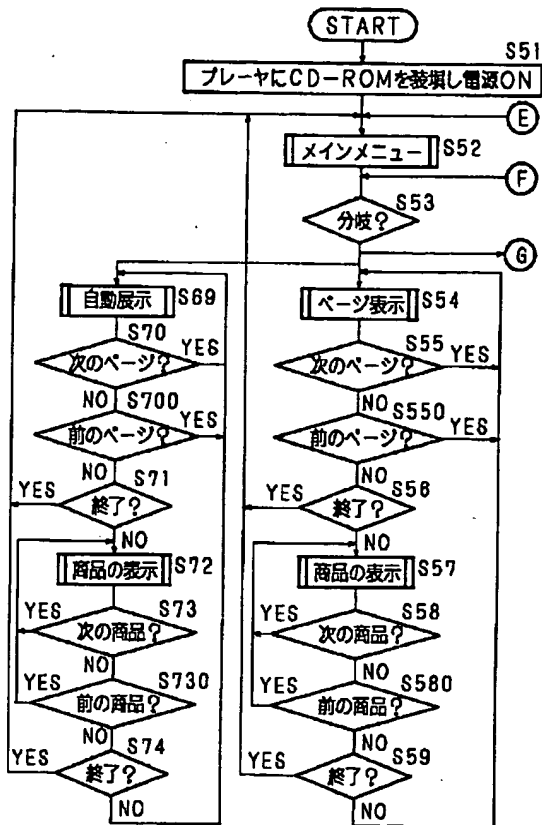 START
S51
プレーヤにCD-ROMを装填し電源ON
E
メインメニュー S52
F
分岐? S53
G
自動展示 S69
S70
次のページ? YES
NO S700
前のページ? YES
NO
YES S71
終了?
NO
商品の表示 S72
YES S73
次の商品?
NO
S730
YES 前の商品?
NO
S74
YES 終了?
NO
ページ表示 S54
S55
次のページ? YES
NO
S550
前のページ? YES
NO
YES S56
終了?
NO
商品の表示 S57
YES S58
次の商品?
NO
S580
YES 前の商品?
NO
S59
YES 終了?
NO